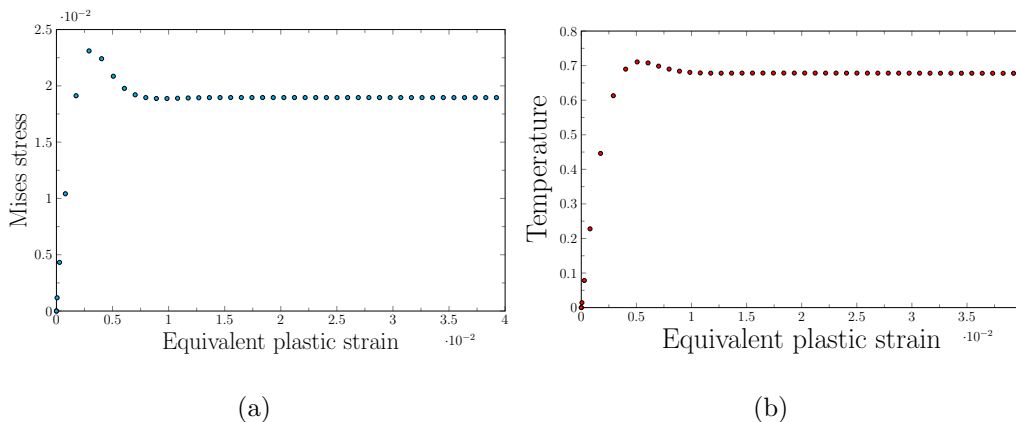 ·10−2
2.5
2
1.5
1
0.5
0
Mises stress
0 0.5 1 1.5 2 2.5 3 3.5 4
Equivalent plastic strain ·10−2
(a)
0.8
0.7
0.6
0.5
0.4
0.3
0.2
0.1
0
Temperature
0 0.5 1 1.5 2 2.5 3 3.5
Equivalent plastic strain ·10−2
(b)